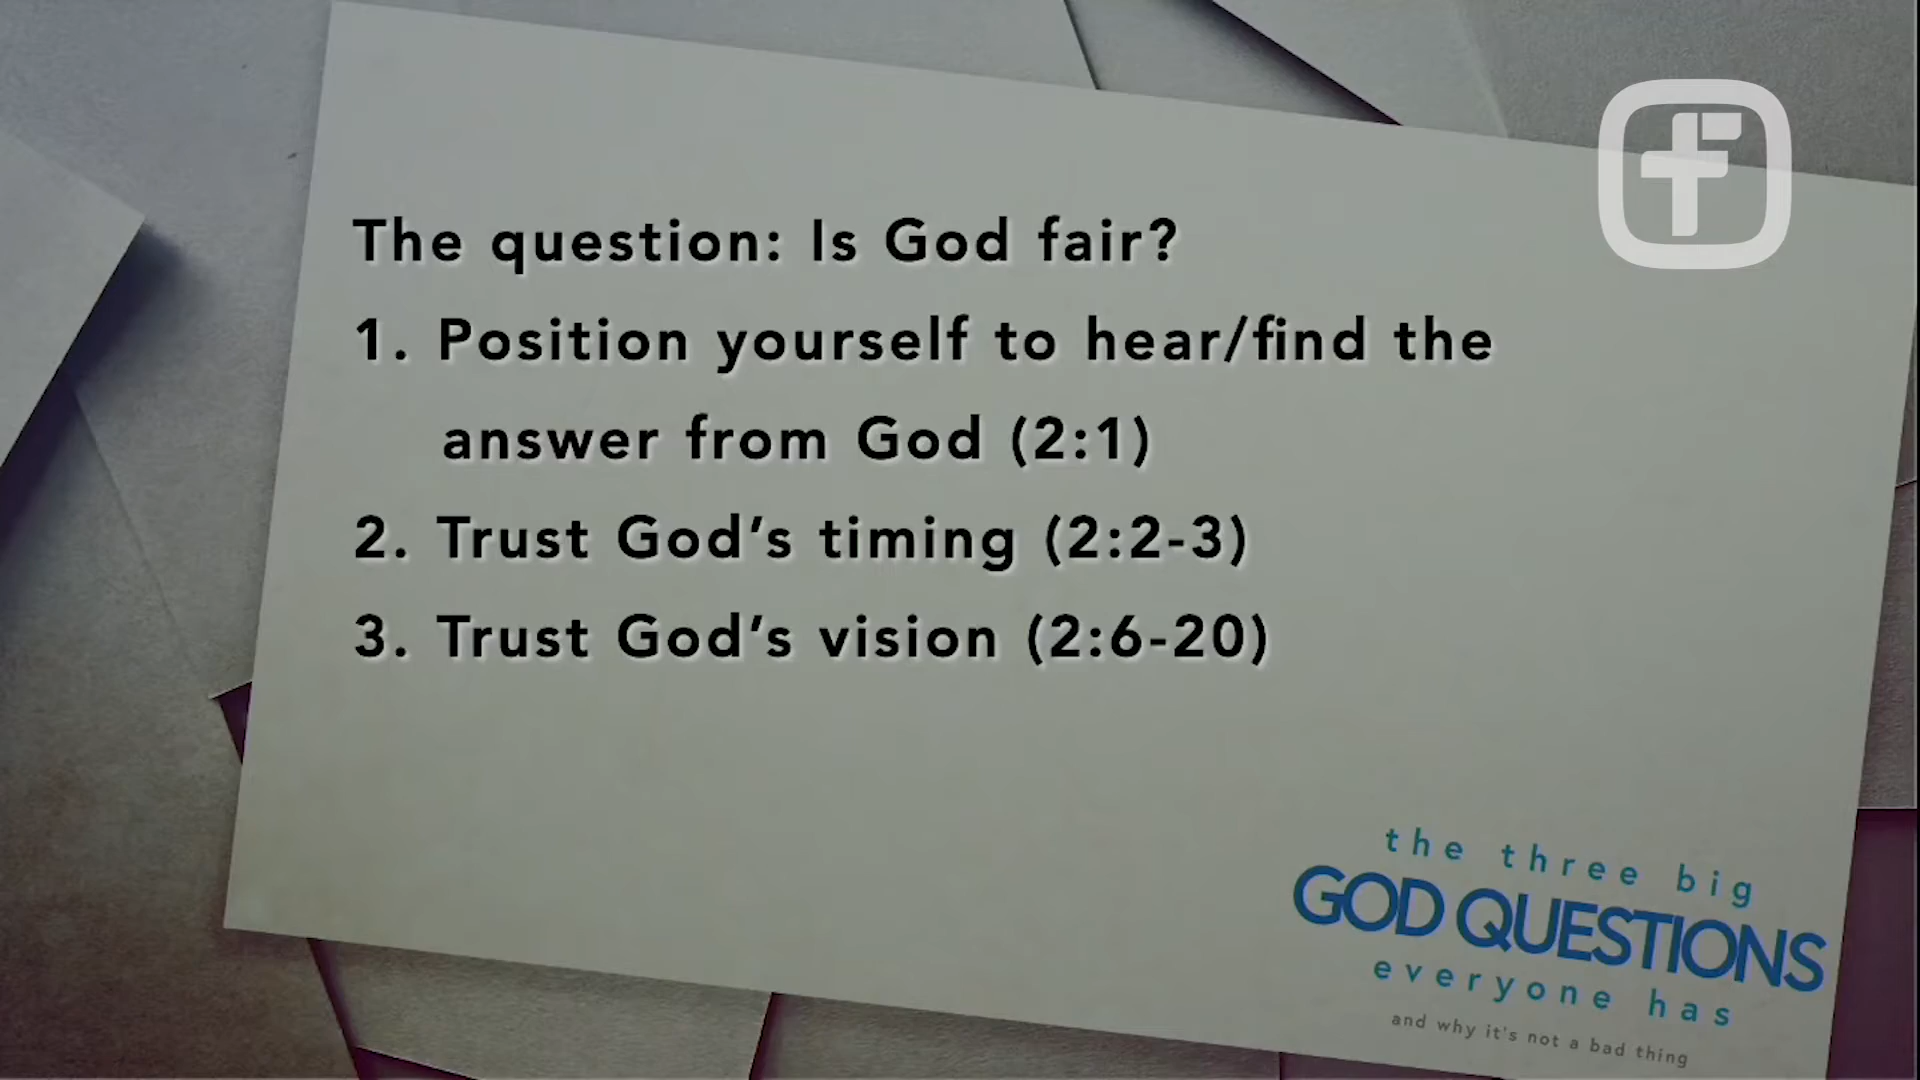 The question: Is God fair?
1. Position yourself to hear/find the
answer from God (2:1)
2. Trust God’s timing (2:2-3)
3. Trust God’s vision (2:6-20)
the three big
GOD QUESTIONS
everyone has
and why it's not a bad thing